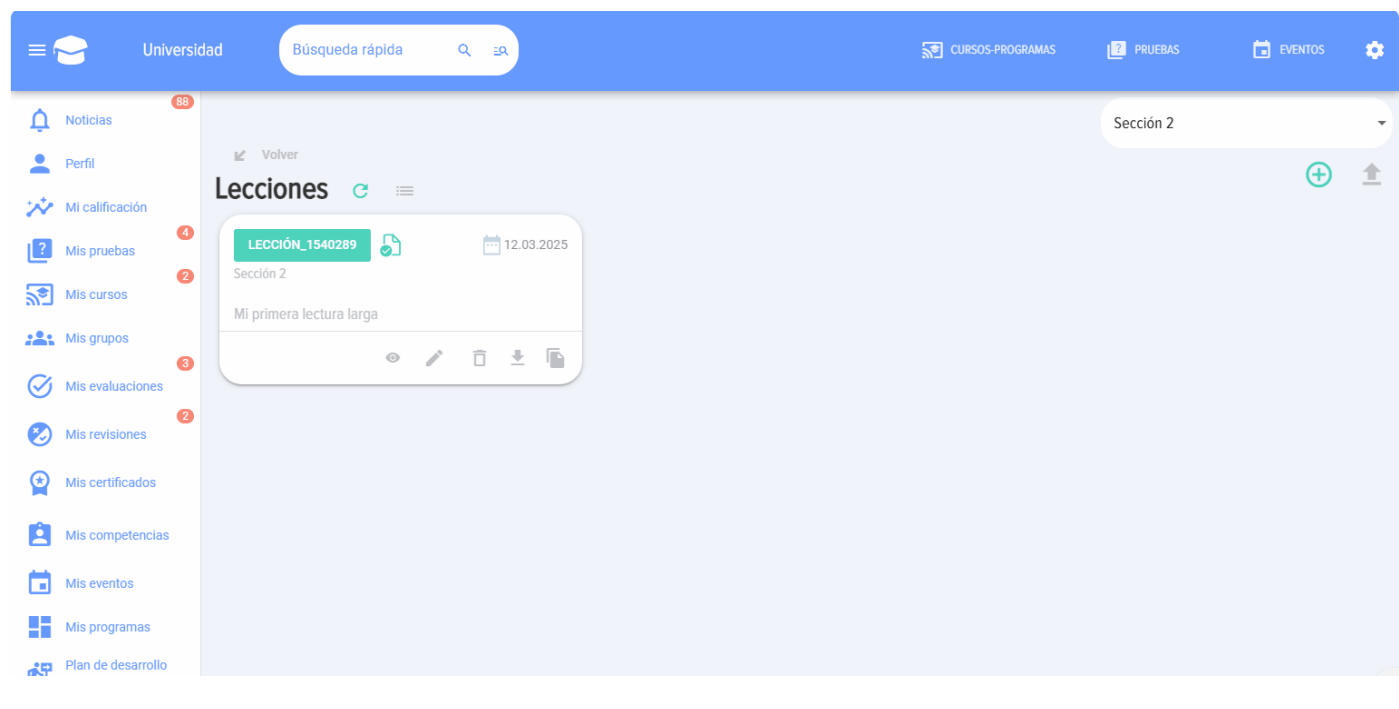 Universidad
Búsqueda rápida
CURSOS-PROGRAMAS
PRUEBAS
EVENTOS
88
Noticias
Perfil
Mi calificación
4
Mis pruebas
2
Mis cursos
Mis grupos
3
Mis evaluaciones
2
Mis revisiones
Mis certificados
Mis competencias
Mis eventos
Mis programas
Plan de desarrollo
Sección 2
Volver
Lecciones
LECCIÓN_1540289
12.03.2025
Sección 2
Mi primera lectura larga